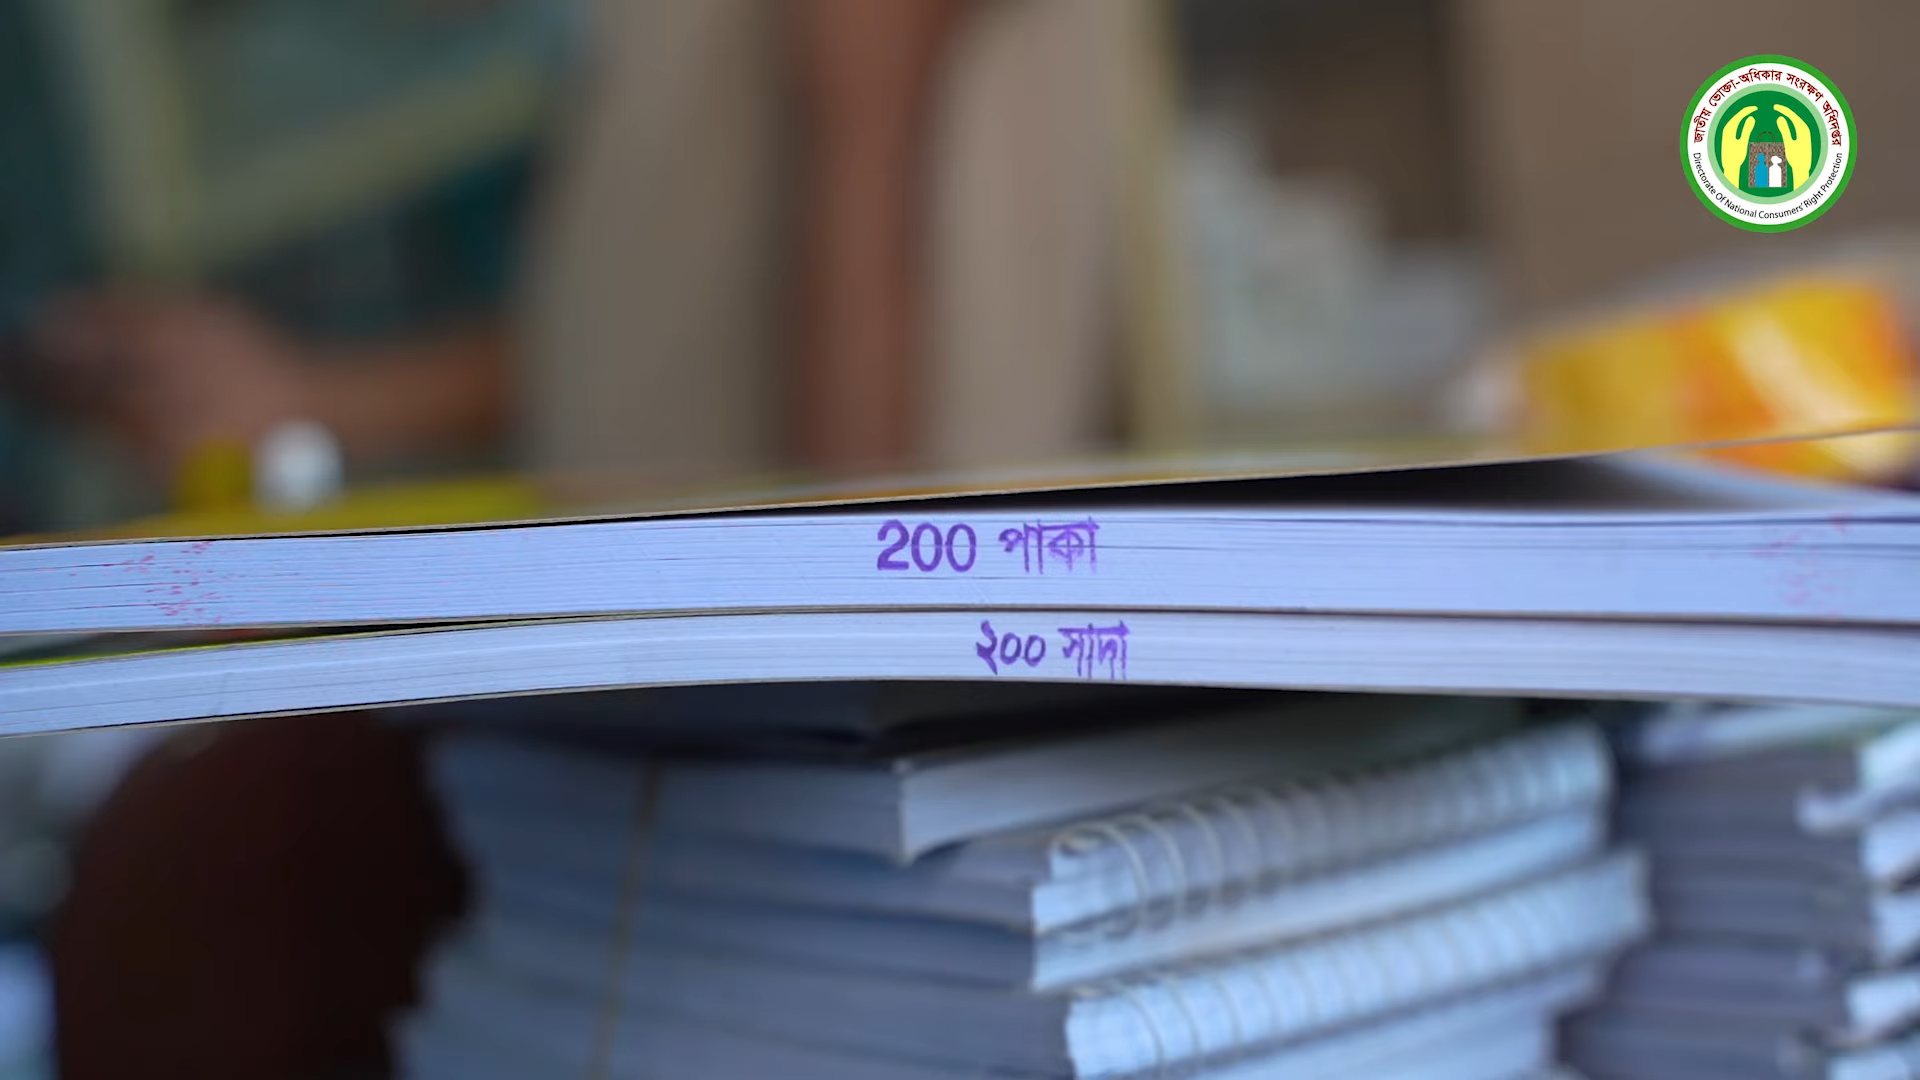 জাতীয় ভোক্তা-অধিকার সংরক্ষণ অধিদপ্তর
Directorate Of National Consumers' Right Protection
200 পাকা
২০০ সাদা